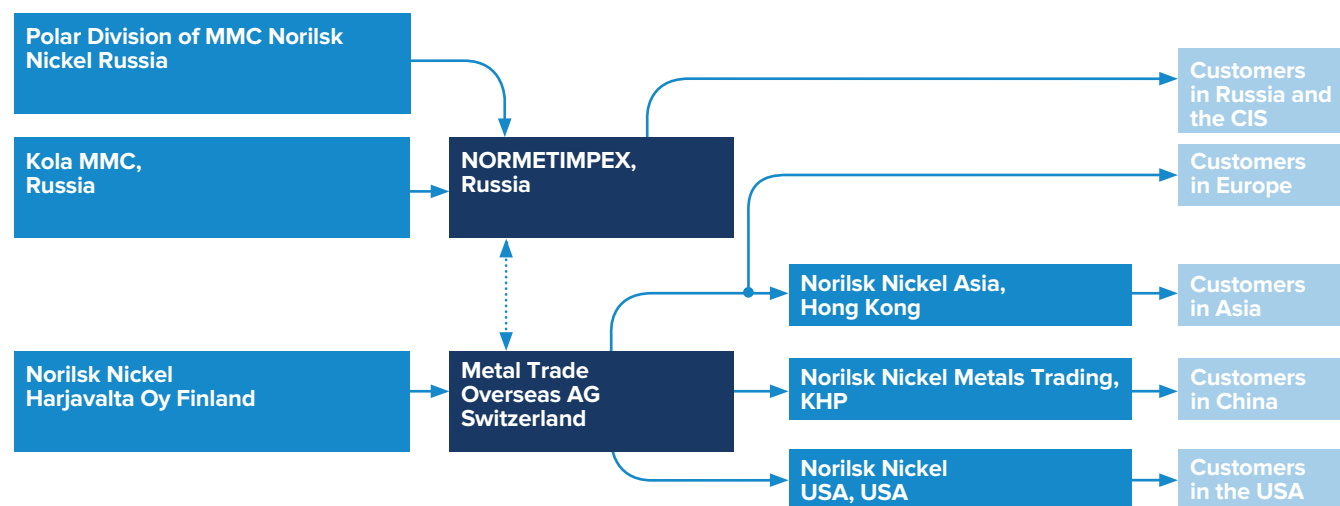 Polar Division of MMC Norilsk
Nickel Russia
Kola MMC,
Russia
Norilsk Nickel
Harjavalta Oy Finland
NORMETIMPEX,
Russia
Metal Trade
Overseas AG
Switzerland
Norilsk Nickel Asia,
Hong Kong
Norilsk Nickel Metals Trading,
KHP
Norilsk Nickel
USA, USA
Customers
in Russia and
the CIS
Customers
in Europe
Customers
in Asia
Customers
in China
Customers
in the USA